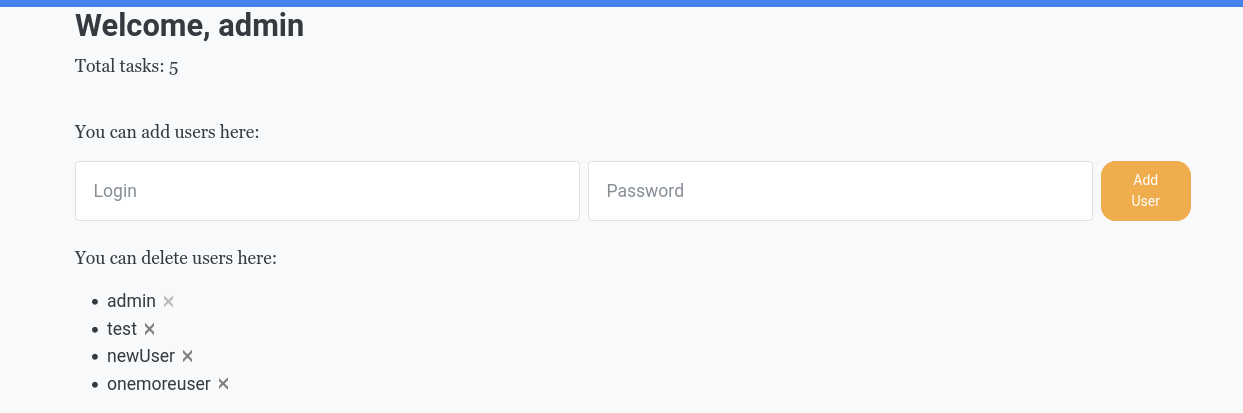 Welcome, admin
Total tasks: 5
You can add users here:
Login
Password
Add
User
You can delete users here:
admin
test
newUser
onemoreuser